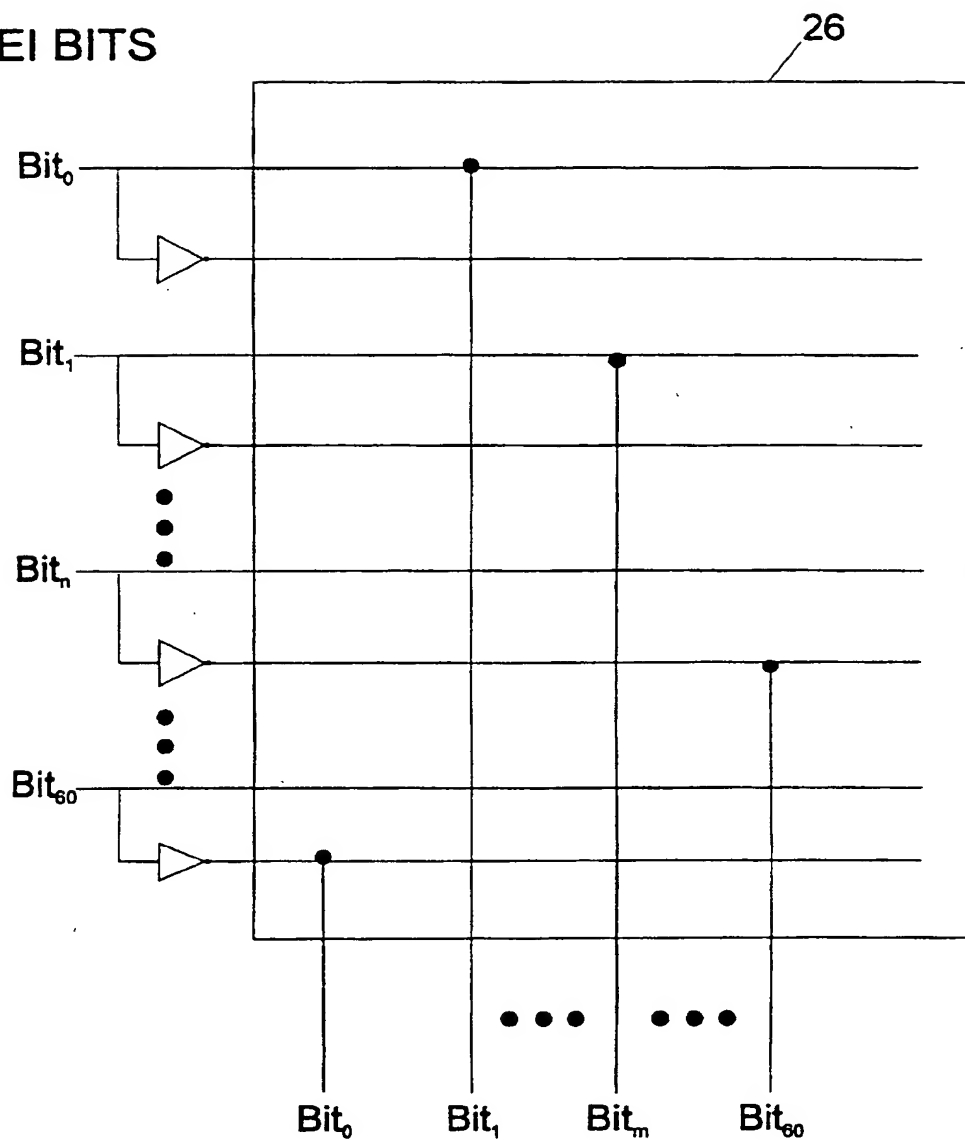 26
EI BITS
Bit₀
Bit₁
Bitₙ
Bit₆₀
Bit₀ Bit₁ Bitₘ Bit₆₀